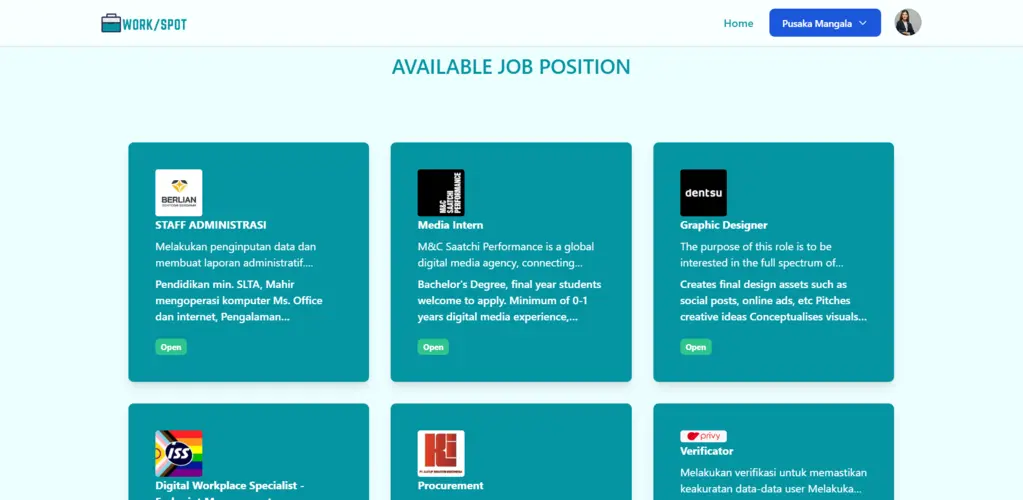 WORK/SPOT
Home
Pusaka Mangala
AVAILABLE JOB POSITION
BERLIAN
STAFF ADMINISTRASI
Melakukan penginputan data dan
membuat laporan administratif....
Pendidikan min. SLTA, Mahir
mengoperasi komputer Ms. Office
dan internet, Pengalaman...
Open
M&C
SAATCHI
PERFORMANCE
Media Intern
M&C Saatchi Performance is a global
digital media agency, connecting...
Bachelor's Degree, final year students
welcome to apply. Minimum of 0-1
years digital media experience,...
Open
dentsu
Graphic Designer
The purpose of this role is to be
interested in the full spectrum of...
Creates final design assets such as
social posts, online ads, etc Pitches
creative ideas Conceptualises visuals...
Open
ISS
Digital Workplace Specialist -
Ki
Procurement
privy
Verificator
Melakukan verifikasi untuk memastikan
keakuratan data-data user Melakuka...